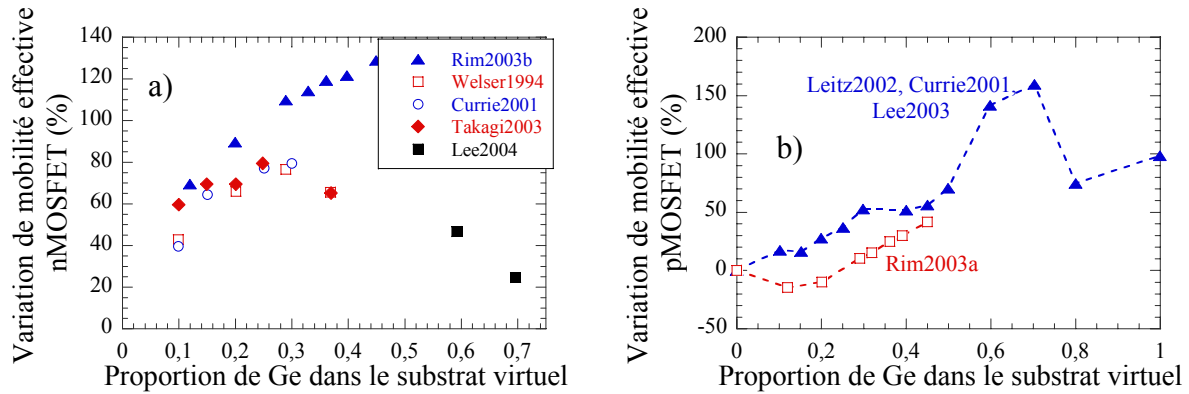 Variation de mobilité effective
nMOSFET (%)
140
120
100
80
60
40
20
0
a)
Rim2003b
Welser1994
Currie2001
Takagi2003
Lee2004
0
0,1
0,2
0,3
0,4
0,5
0,6
0,7
Proportion de Ge dans le substrat virtuel
Variation de mobilité effective
pMOSFET (%)
200
150
100
50
0
-50
Leitz2002, Currie2001,
Lee2003
b)
Rim2003a
0
0,2
0,4
0,6
0,8
1
Proportion de Ge dans le substrat virtuel